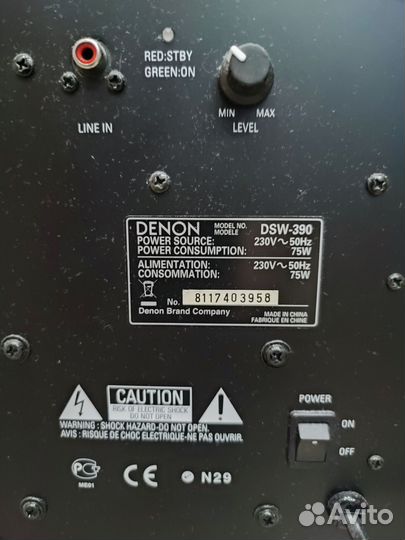 RED:STBY
GREEN:ON
LINE IN
MIN MAX
LEVEL
DENON MODEL NO. MODELE DSW-390
POWER SOURCE: 230V～50Hz
POWER CONSUMPTION: 75W
ALIMENTATION: 230V～50Hz
CONSOMMATION: 75W
No. 8117403958
Denon Brand Company
MADE IN CHINA
FABRIQUE EN CHINE
CAUTION
RISK OF ELECTRIC SHOCK
DO NOT OPEN
WARNING : SHOCK HAZARD-DO NOT OPEN.
AVIS : RISQUE DE CHOC ELECTRIQUE-NE PAS OUVRIR.
POWER
ON
OFF
ME01
CE
N29
Avito